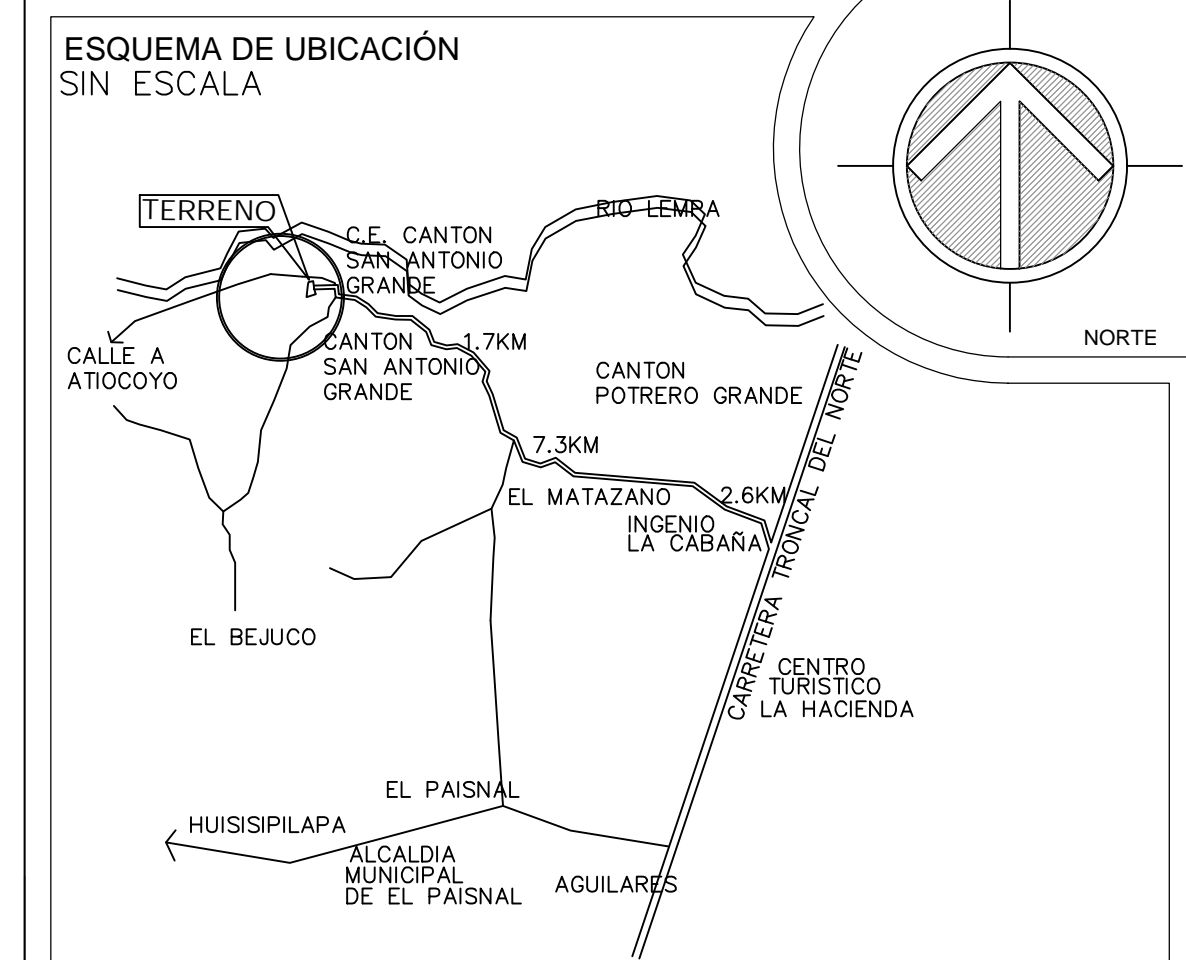 ESQUEMA DE UBICACIÓN
SIN ESCALA
NORTE
TERRENO
RIO LEMPA
C.E. CANTON
SAN ANTONIO
GRANDE
CALLE A
ATIOCOYO
CANTON
SAN ANTONIO
GRANDE
1.7KM
CANTON
POTRERO GRANDE
7.3KM
EL MATAZANO
2.6KM
INGENIO
LA CABAÑA
CARRETERA TRONCAL DEL NORTE
EL BEJUCO
CENTRO
TURISTICO
LA HACIENDA
EL PAISNAL
HUISISIPILAPA
ALCALDIA
MUNICIPAL
DE EL PAISNAL
AGUILARES